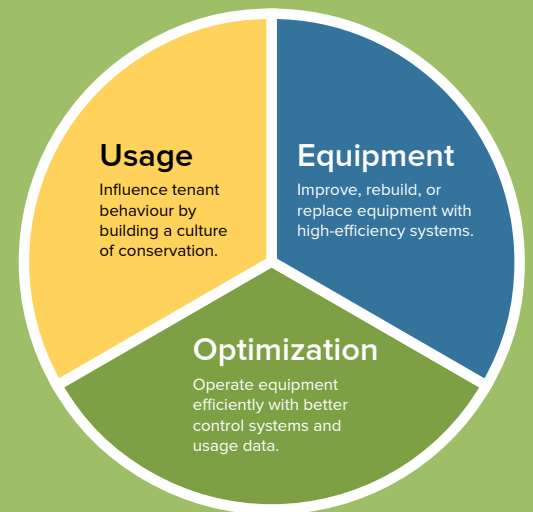 Usage
Influence tenant
behaviour by
building a culture
of conservation.
Equipment
Improve, rebuild, or
replace equipment with
high-efficiency systems.
Optimization
Operate equipment
efficiently with better
control systems and
usage data.